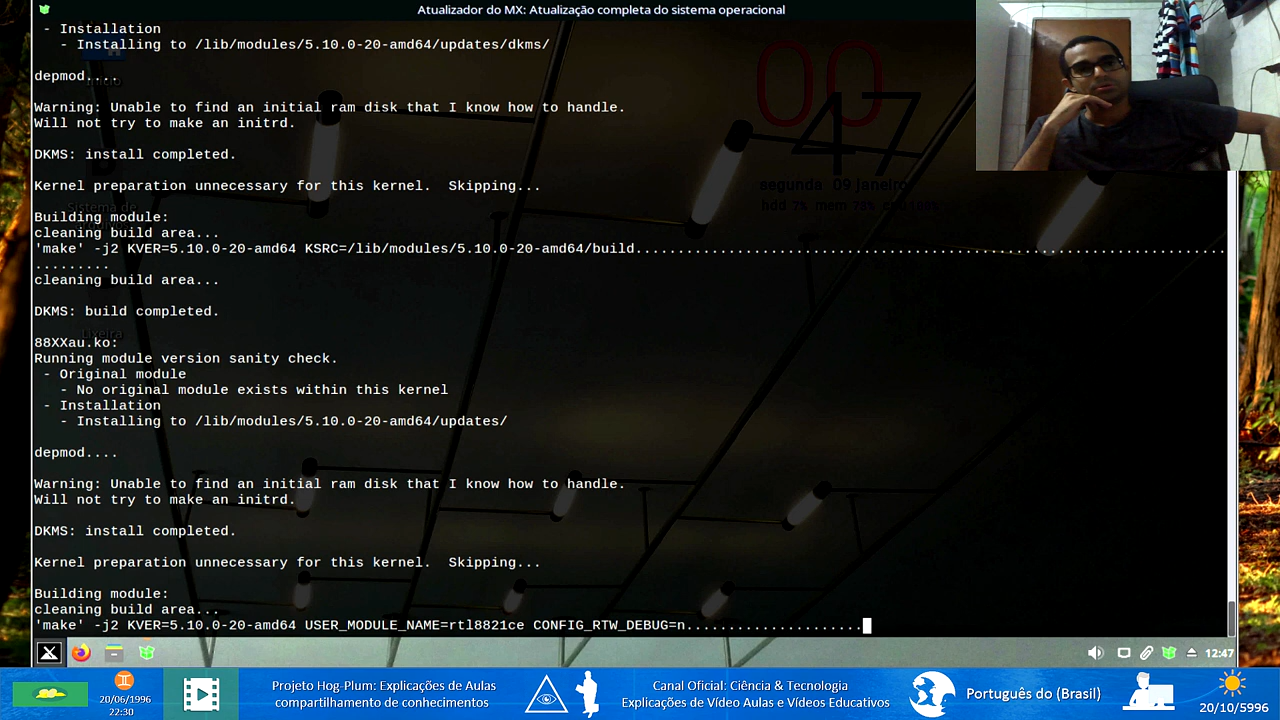 Atualizador do MX: Atualização completa do sistema operacional
- Installation
- Installing to /lib/modules/5.10.0-20-amd64/updates/dkms/
depmod....
Warning: Unable to find an initial ram disk that I know how to handle.
Will not try to make an initrd.
DKMS: install completed.
Kernel preparation unnecessary for this kernel.  Skipping...
Building module:
cleaning build area...
'make' -j2 KVER=5.10.0-20-amd64 KSRC=/lib/modules/5.10.0-20-amd64/build......................................................................
.........
cleaning build area...
DKMS: build completed.
88XXau.ko:
Running module version sanity check.
- Original module
- No original module exists within this kernel
- Installation
- Installing to /lib/modules/5.10.0-20-amd64/updates/
depmod....
Warning: Unable to find an initial ram disk that I know how to handle.
Will not try to make an initrd.
DKMS: install completed.
Kernel preparation unnecessary for this kernel.  Skipping...
Building module:
cleaning build area...
'make' -j2 KVER=5.10.0-20-amd64 USER_MODULE_NAME=rtl8821ce CONFIG_RTW_DEBUG=n.....................
00
47
segunda 09 janeiro
hdd 7% mem 78%
Início
Sistema de
Lixeira
12:47
20/06/1996
22:30
Projeto Hog-Plum: Explicações de Aulas
compartilhamento de conhecimentos
Canal Oficial: Ciência & Tecnologia
Explicações de Vídeo Aulas e Vídeos Educativos
Português do (Brasil)
20/10/5996